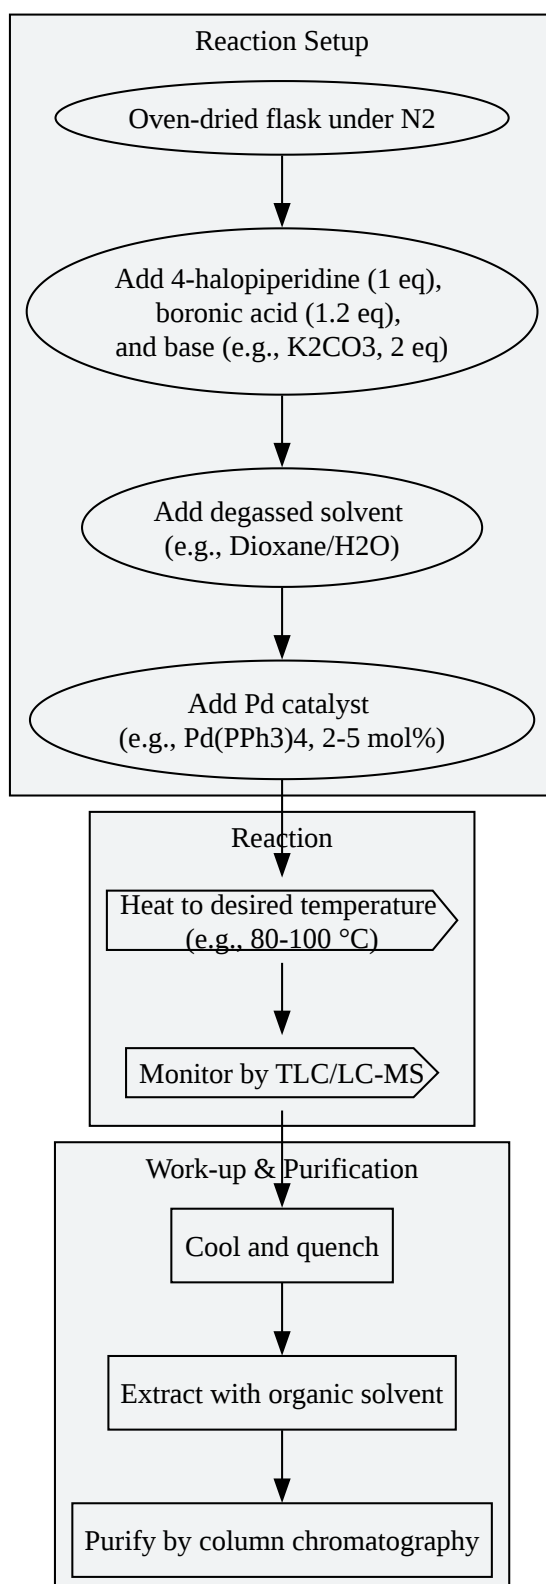 Reaction Setup
Oven-dried flask under N2
Add 4-halopiperidine (1 eq),
boronic acid (1.2 eq),
and base (e.g., K2CO3, 2 eq)
Add degassed solvent
(e.g., Dioxane/H2O)
Add Pd catalyst
(e.g., Pd(PPh3)4, 2-5 mol%)
Reaction
Heat to desired temperature
(e.g., 80-100 °C)
Monitor by TLC/LC-MS
Work-up & Purification
Cool and quench
Extract with organic solvent
Purify by column chromatography